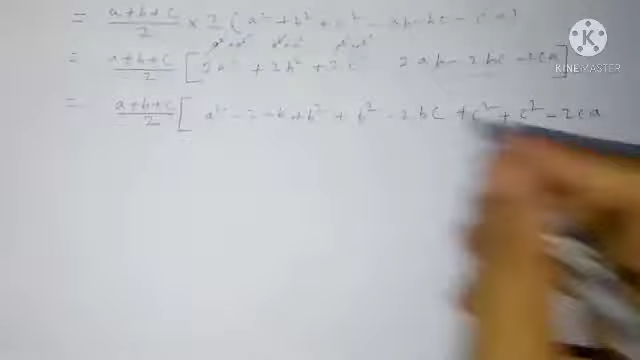 = a+b+c/2 × 2 ( a² + b² + c² - ab - bc - ca )
= a+b+c/2 [ 2a² + 2b² + 2c² 2ab - 2bc - 2ca ]
= a+b+c/2 [ a² - 2ab + b² + b² - 2bc + c² + c² - 2ca
KINEMASTER